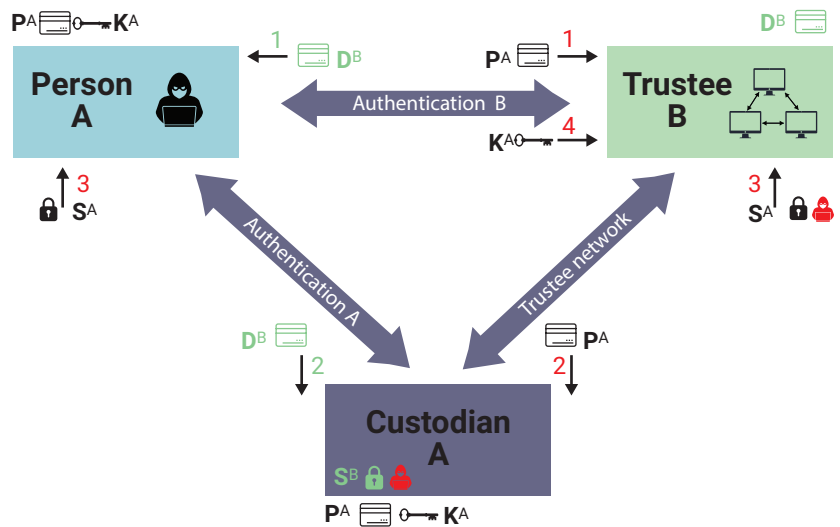 Pᴬ Kᴬ
1 Dᴮ
Pᴬ 1
Dᴮ
Person
A
Authentication B
Trustee
B
Kᴬ 4
3
Sᴬ
3
Sᴬ
Authentication A
Trustee network
Dᴮ 2
Pᴬ
2
Custodian
A
Sᴮ
Pᴬ Kᴬ